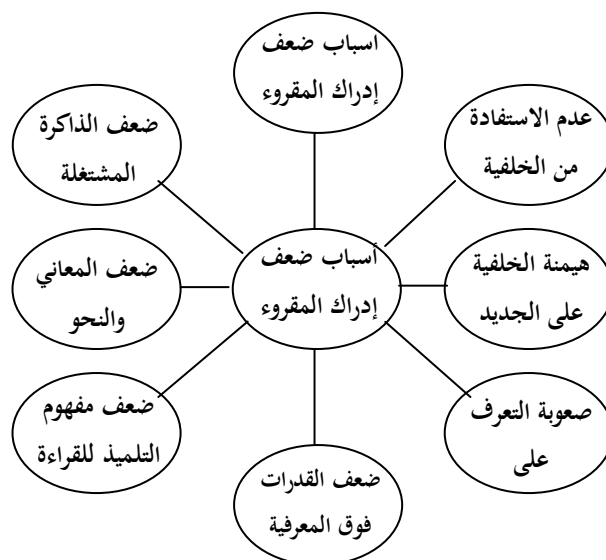 اسباب ضعف
إدراك المقروء
عدم الاستفادة
من الخلفية
ضعف الذاكرة
المشتغلة
أسباب ضعف
إدراك المقروء
هيمنة الخلفية
على الجديد
ضعف المعاني
والنحو
صعوبة التعرف
على
ضعف مفهوم
التلميذ للقراءة
ضعف القدرات
فوق المعرفية